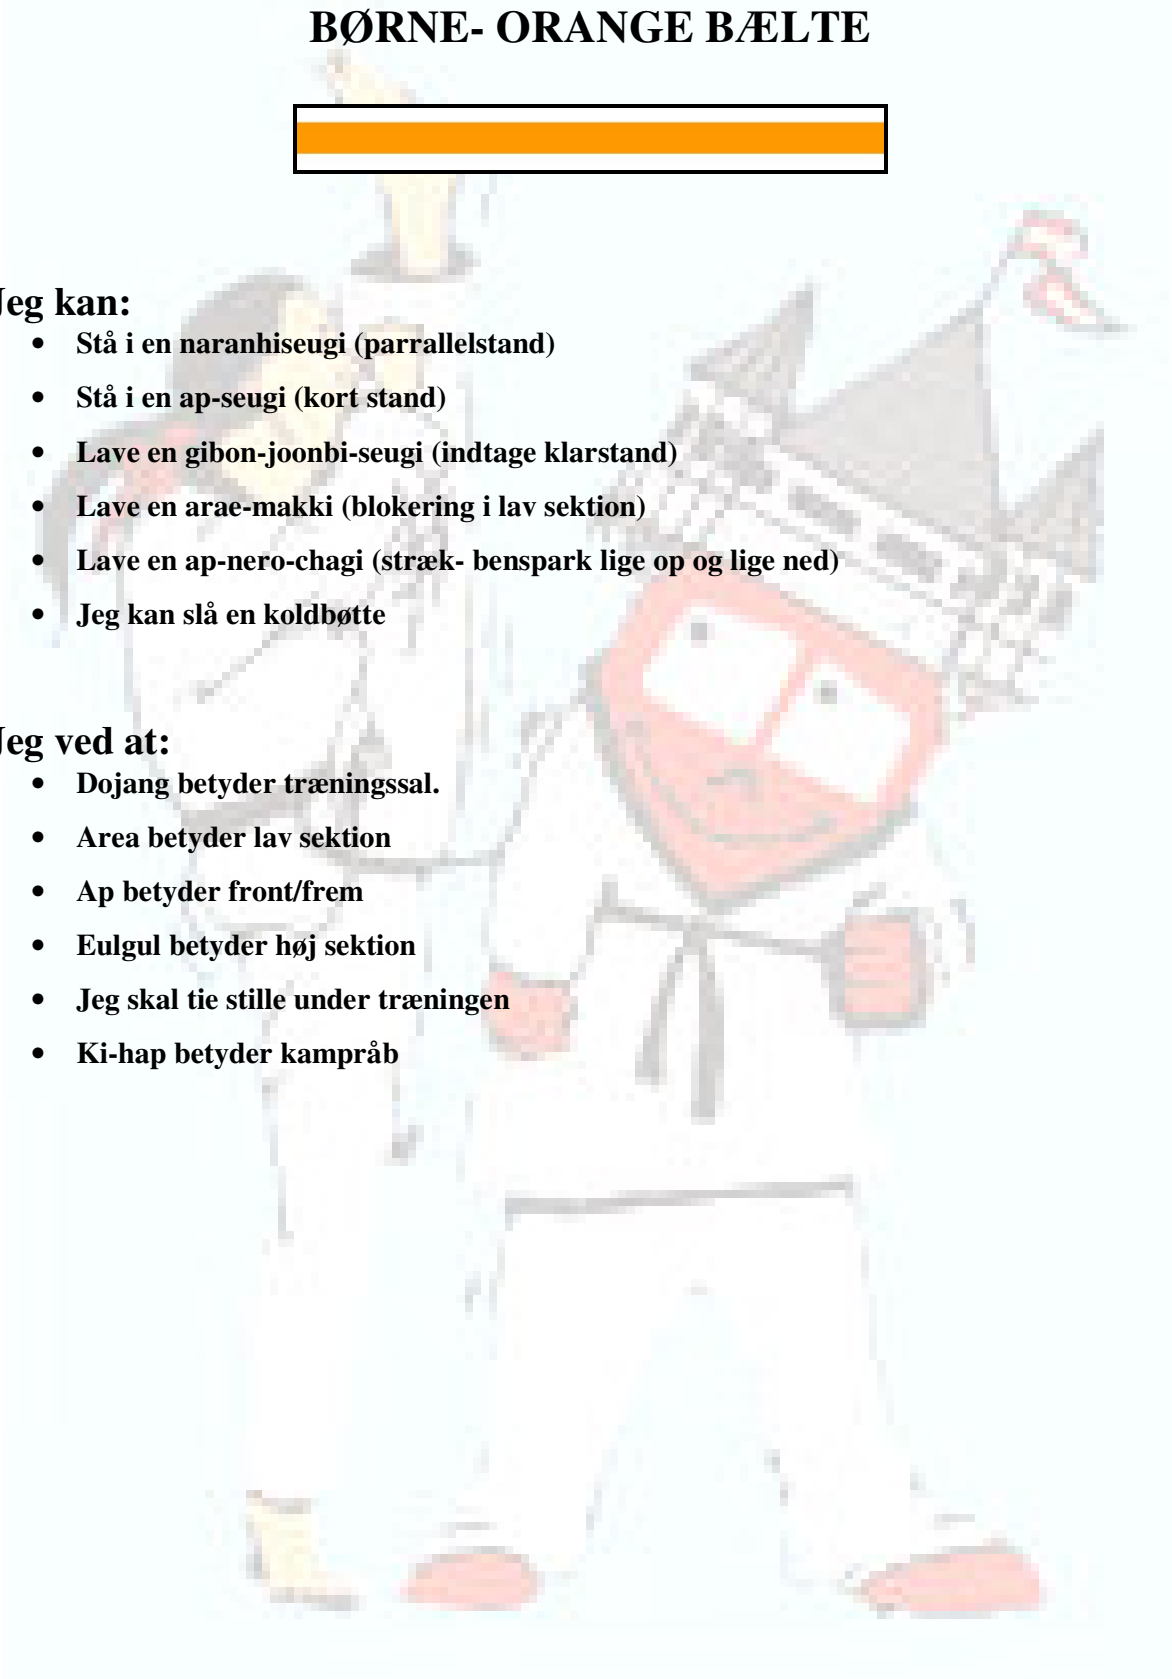 BØRNE- ORANGE BÆLTE
Jeg kan:
• Stå i en naranhiseugi (parrallelstand)
• Stå i en ap-seugi (kort stand)
• Lave en gibon-joonbi-seugi (indtage klarstand)
• Lave en arae-makki (blokering i lav sektion)
• Lave en ap-nero-chagi (stræk- benspark lige op og lige ned)
• Jeg kan slå en koldbøtte
Jeg ved at:
• Dojang betyder træningssal.
• Area betyder lav sektion
• Ap betyder front/frem
• Eulgul betyder høj sektion
• Jeg skal tie stille under træningen
• Ki-hap betyder kampråb